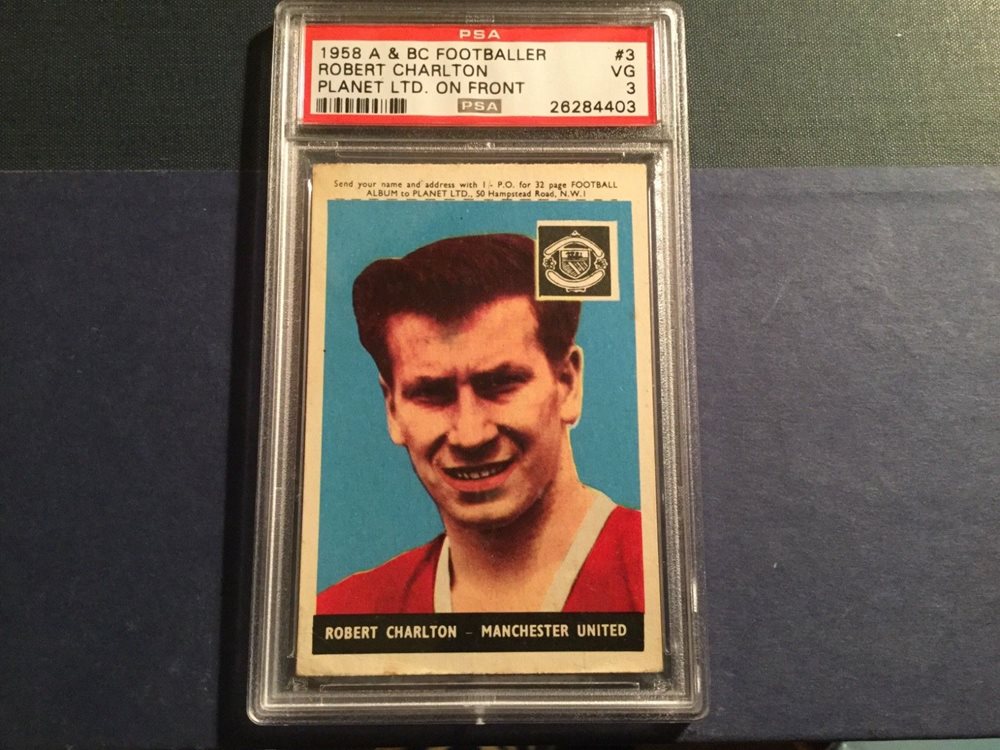 PSA
1958 A & BC FOOTBALLER #3
ROBERT CHARLTON VG
PLANET LTD. ON FRONT 3
PSA 26284403
Send your name and address with 1/- P.O. for 32 page FOOTBALL
ALBUM to PLANET LTD., 50 Hampstead Road, N.W.1
ROBERT CHARLTON - MANCHESTER UNITED
PSA